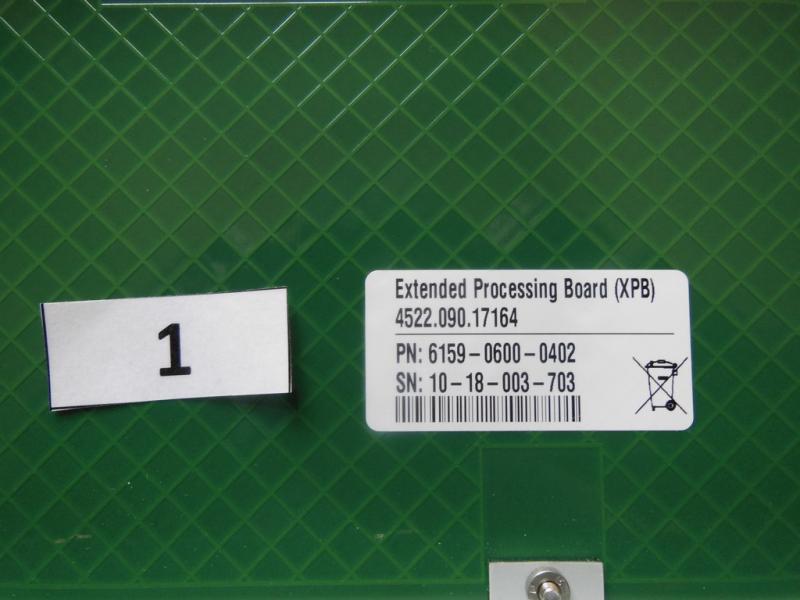 1
Extended Processing Board (XPB)
4522.090.17164
PN: 6159-0600-0402
SN: 10-18-003-703